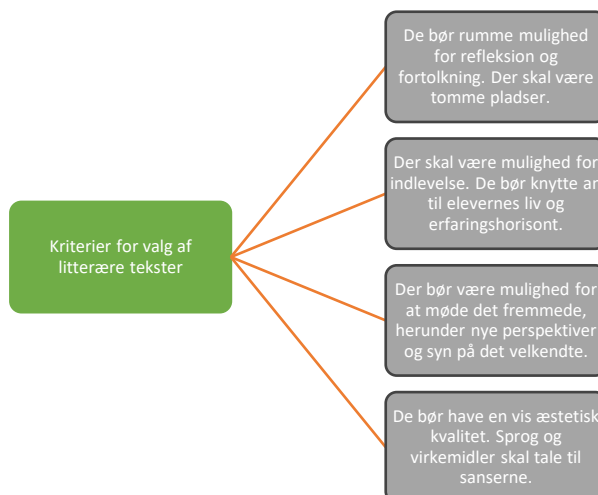 Kriterier for valg af
litterære tekster
De bør rumme mulighed
for refleksion og
fortolkning. Der skal være
tomme pladser.
Der skal være mulighed for
indlevelse. De bør knytte an
til elevernes liv og
erfaringshorisont.
Der bør være mulighed for
at møde det fremmede,
herunder nye perspektiver
og syn på det velkendte.
De bør have en vis æstetisk
kvalitet. Sprog og
virkemidler skal tale til
sanserne.